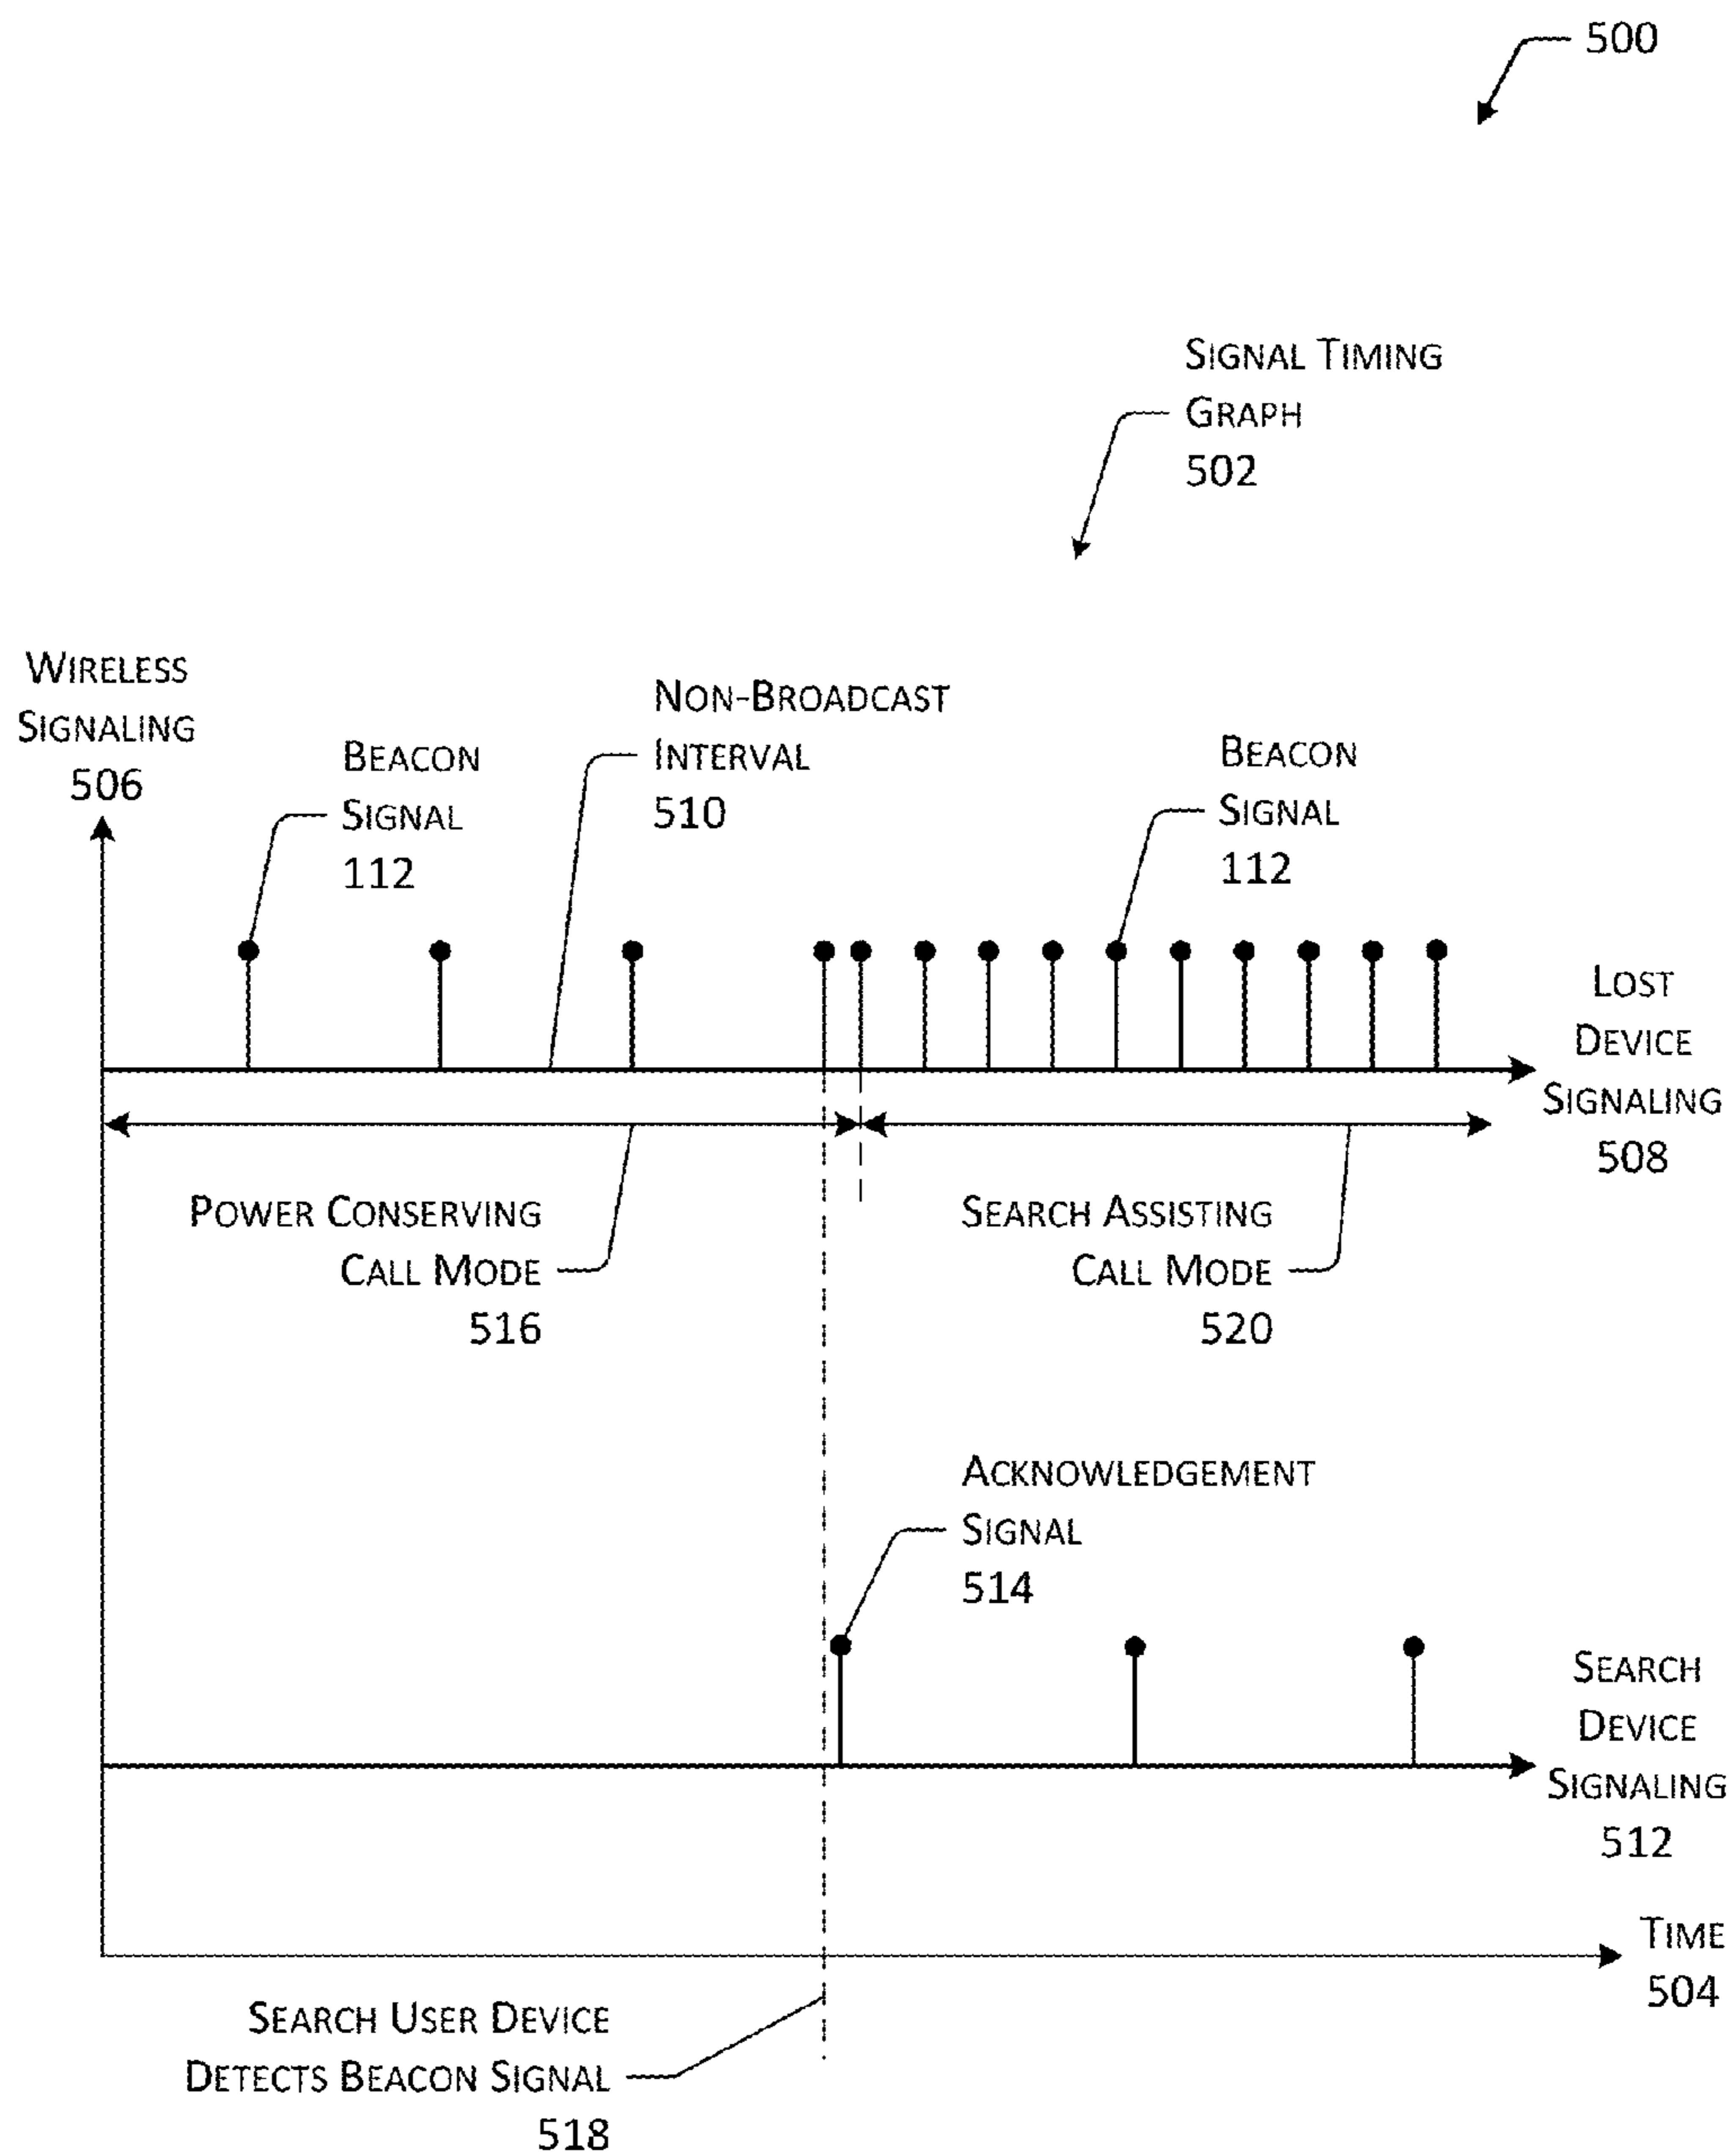 500
SIGNAL TIMING
GRAPH
502
WIRELESS
SIGNALING
506
BEACON
SIGNAL
112
NON-BROADCAST
INTERVAL
510
BEACON
SIGNAL
112
LOST
DEVICE
SIGNALING
508
POWER CONSERVING
CALL MODE
516
SEARCH ASSISTING
CALL MODE
520
ACKNOWLEDGEMENT
SIGNAL
514
SEARCH
DEVICE
SIGNALING
512
TIME
504
SEARCH USER DEVICE
DETECTS BEACON SIGNAL
518